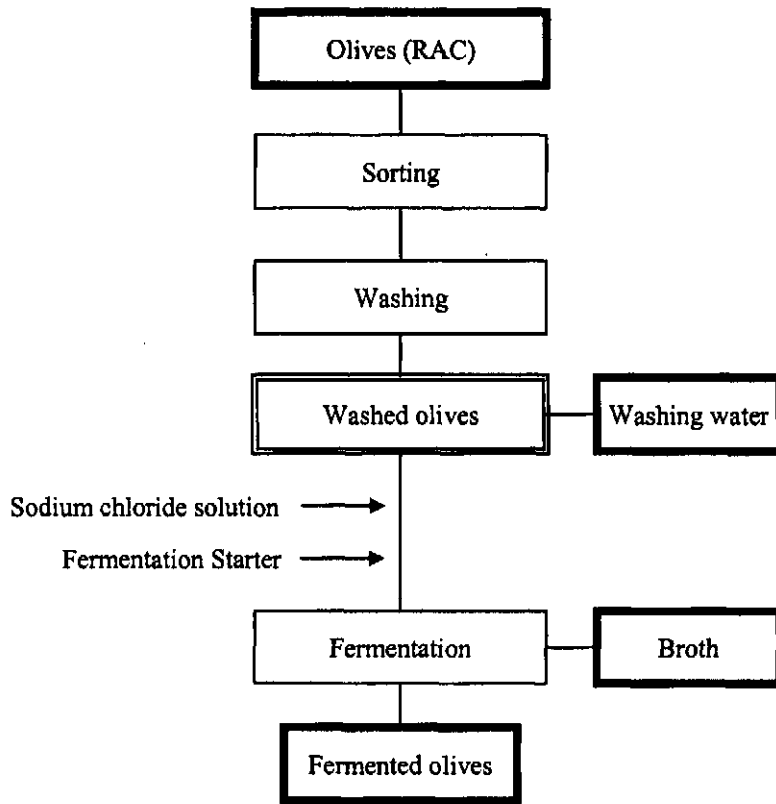 Olives (RAC)
Sorting
Washing
Washed olives
Washing water
Sodium chloride solution
Fermentation Starter
Fermentation
Broth
Fermented olives